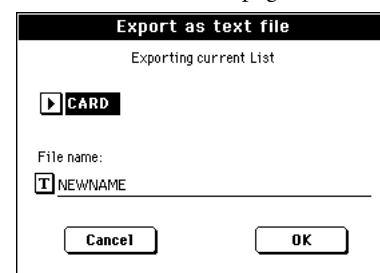 Export as text file
Exporting current List
CARD
File name:
T NEWNAME
Cancel OK